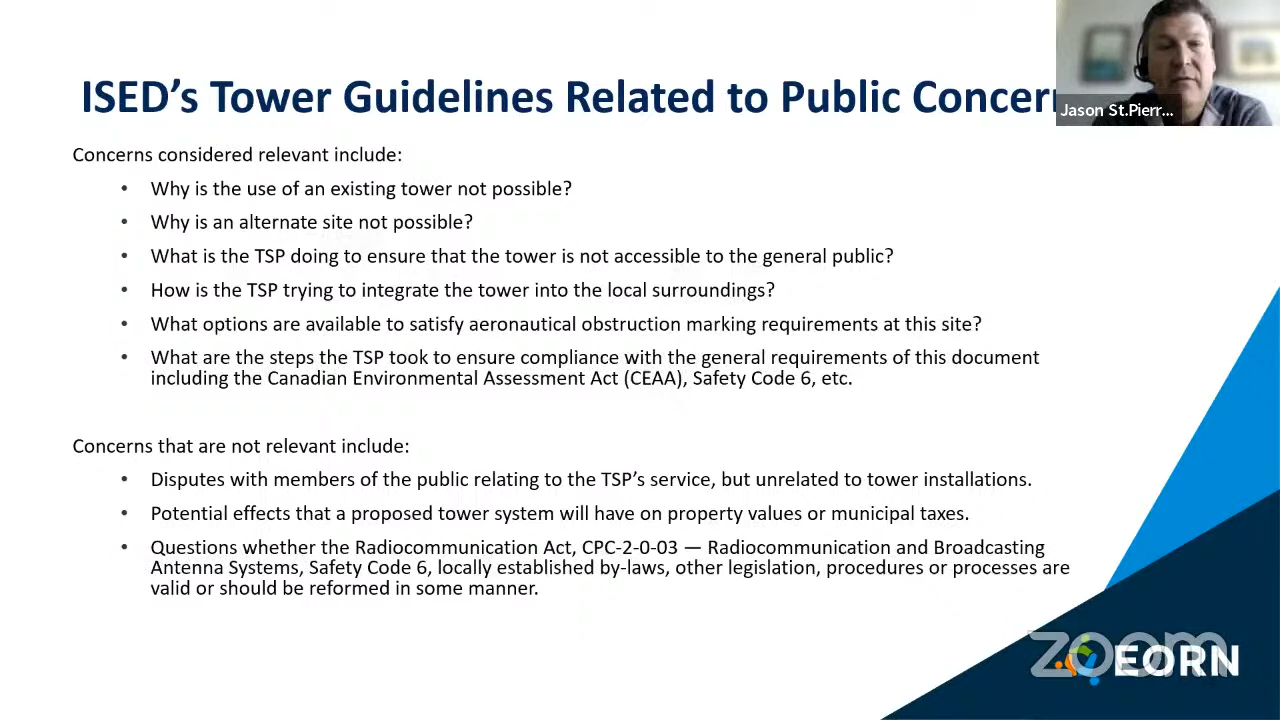 ISED's Tower Guidelines Related to Public Concer
Jason St.Pierr...
Concerns considered relevant include:
• Why is the use of an existing tower not possible?
• Why is an alternate site not possible?
• What is the TSP doing to ensure that the tower is not accessible to the general public?
• How is the TSP trying to integrate the tower into the local surroundings?
• What options are available to satisfy aeronautical obstruction marking requirements at this site?
• What are the steps the TSP took to ensure compliance with the general requirements of this document
including the Canadian Environmental Assessment Act (CEAA), Safety Code 6, etc.
Concerns that are not relevant include:
• Disputes with members of the public relating to the TSP's service, but unrelated to tower installations.
• Potential effects that a proposed tower system will have on property values or municipal taxes.
• Questions whether the Radiocommunication Act, CPC-2-0-03 — Radiocommunication and Broadcasting
Antenna Systems, Safety Code 6, locally established by-laws, other legislation, procedures or processes are
valid or should be reformed in some manner.
zoom
EORN